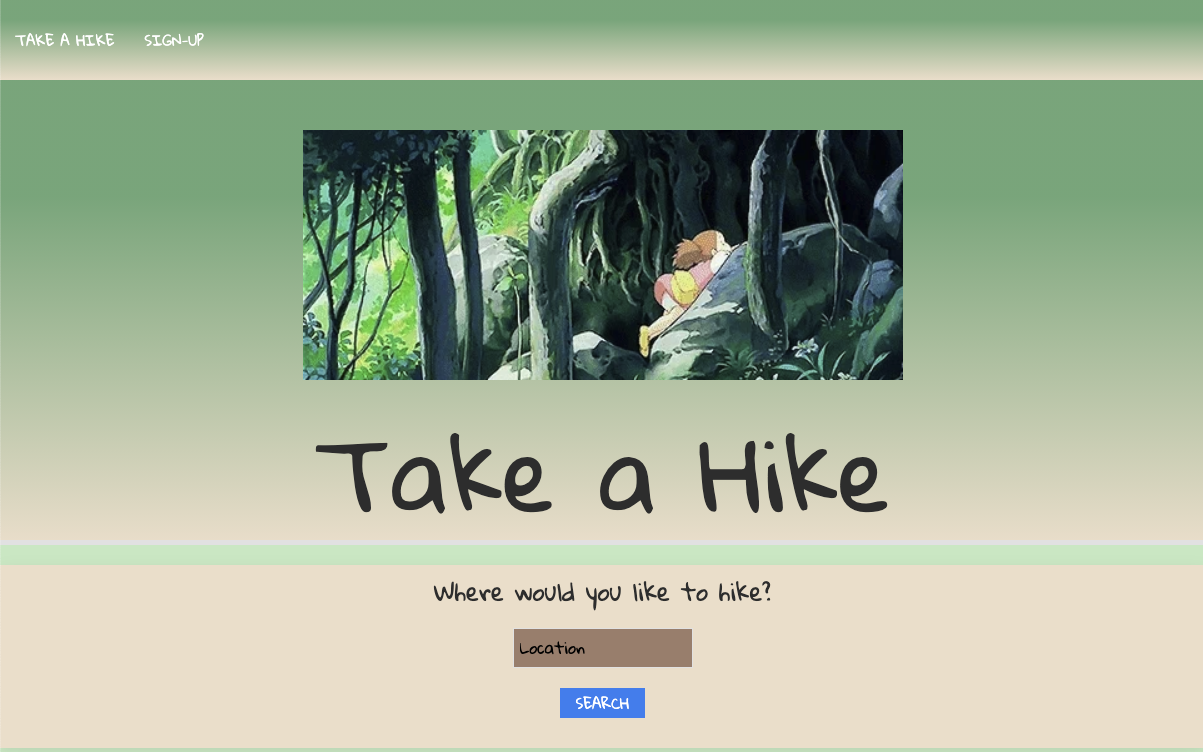 TAKE A HIKE SIGN-UP
Take a Hike
Where would you like to hike?
Location
SEARCH